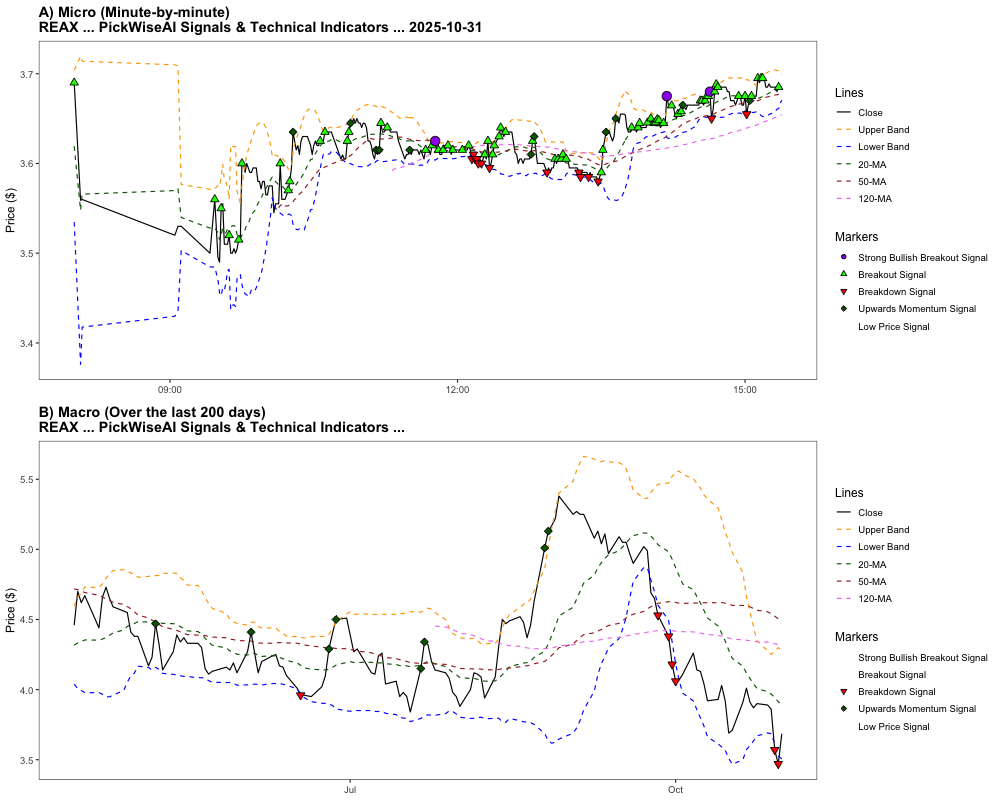 A) Micro (Minute-by-minute)
REAX ... PickWiseAI Signals & Technical Indicators ... 2025-10-31
Price ($)
3.7
3.6
3.5
3.4
09:00
12:00
15:00
Lines
Close
Upper Band
Lower Band
20-MA
50-MA
120-MA
Markers
Strong Bullish Breakout Signal
Breakout Signal
Breakdown Signal
Upwards Momentum Signal
Low Price Signal
B) Macro (Over the last 200 days)
REAX ... PickWiseAI Signals & Technical Indicators ...
Price ($)
5.5
5.0
4.5
4.0
3.5
Jul
Oct
Lines
Close
Upper Band
Lower Band
20-MA
50-MA
120-MA
Markers
Strong Bullish Breakout Signal
Breakout Signal
Breakdown Signal
Upwards Momentum Signal
Low Price Signal